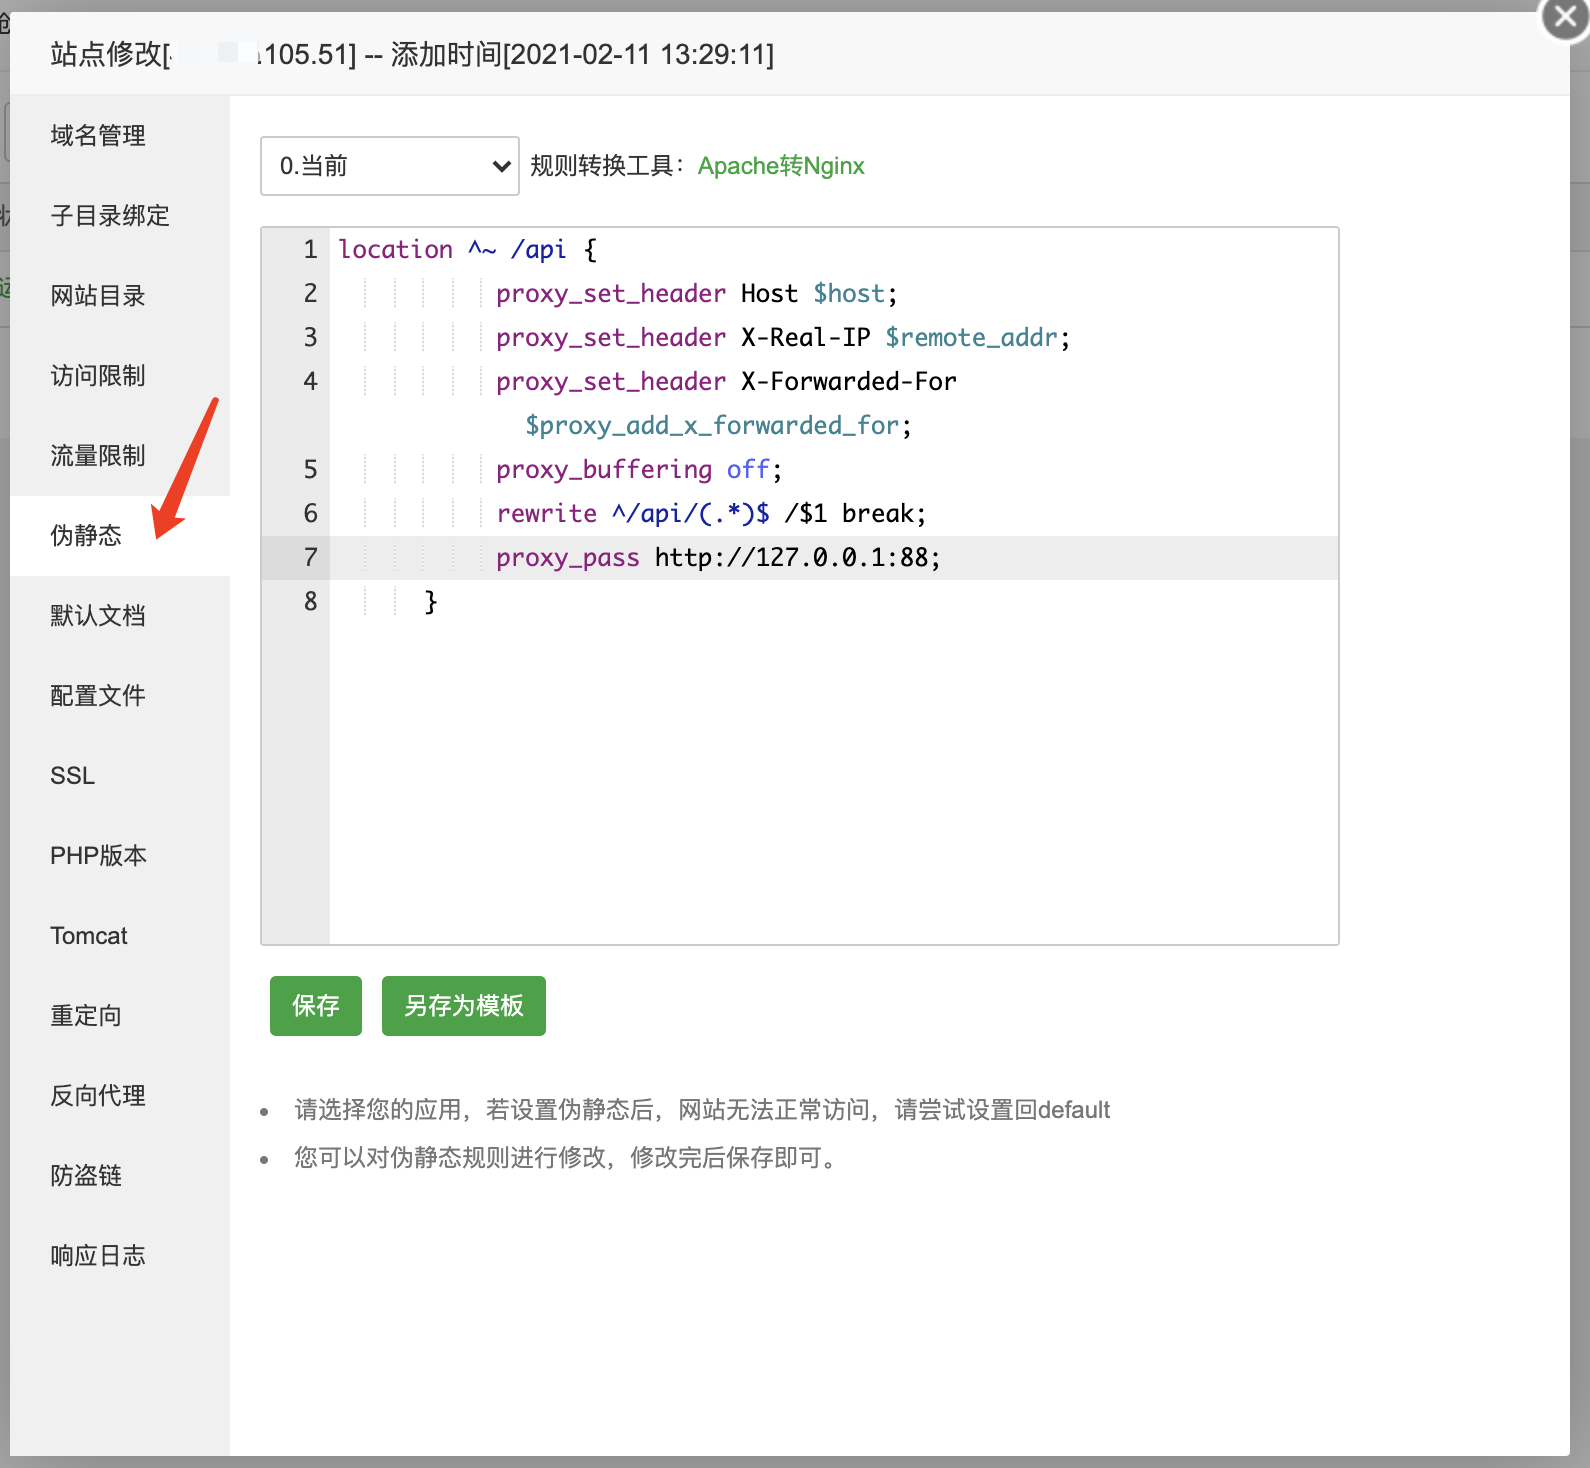 站点修改[.105.51] -- 添加时间[2021-02-11 13:29:11]
域名管理
子目录绑定
网站目录
访问限制
流量限制
伪静态
默认文档
配置文件
SSL
PHP版本
Tomcat
重定向
反向代理
防盗链
响应日志
0.当前
规则转换工具：Apache转Nginx
1 location ^~ /api {
2 proxy_set_header Host $host;
3 proxy_set_header X-Real-IP $remote_addr;
4 proxy_set_header X-Forwarded-For
$proxy_add_x_forwarded_for;
5 proxy_buffering off;
6 rewrite ^/api/(.*)$ /$1 break;
7 proxy_pass http://127.0.0.1:88;
8 }
保存
另存为模板
请选择您的应用，若设置伪静态后，网站无法正常访问，请尝试设置回default
您可以对伪静态规则进行修改，修改完后保存即可。